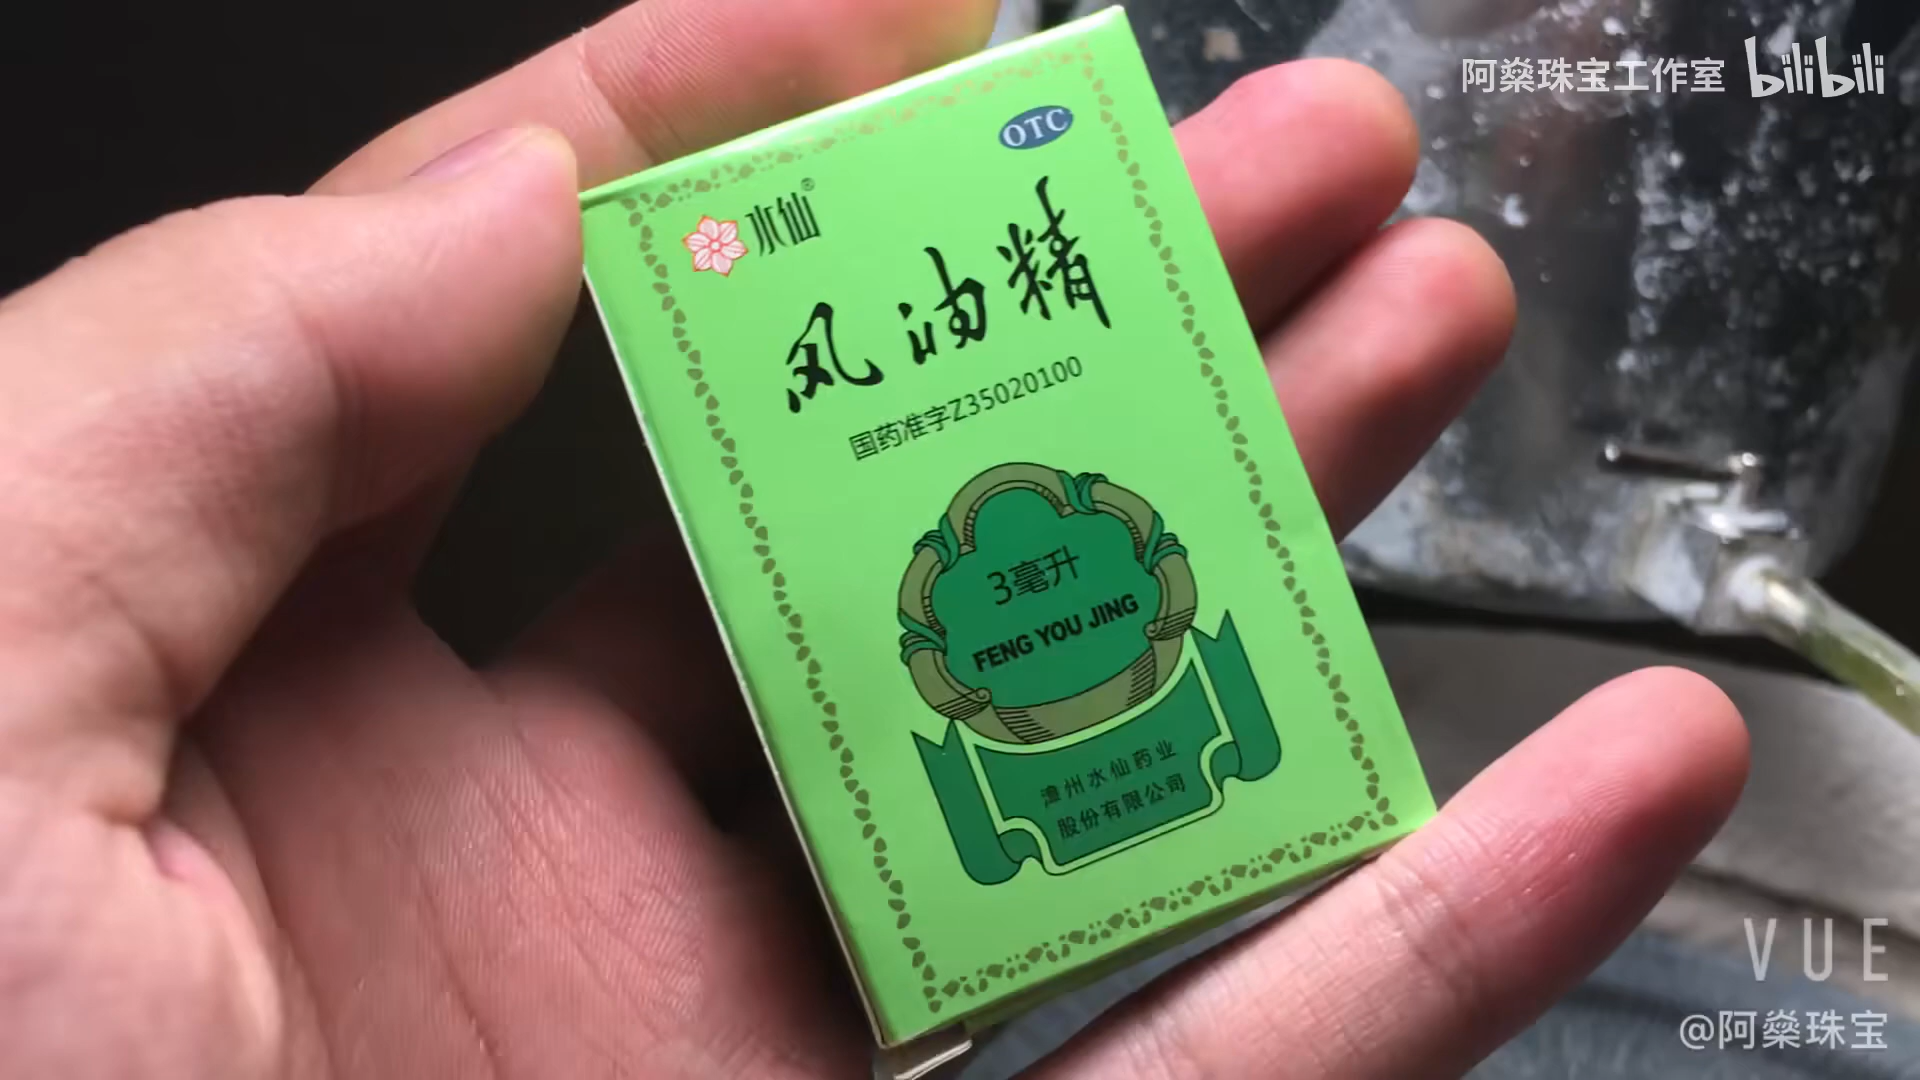 阿燊珠宝工作室 bilibili
OTC
水仙®
风油精
国药准字Z35020100
3毫升
FENG YOU JING
漳州水仙药业
股份有限公司
VUE
@阿燊珠宝